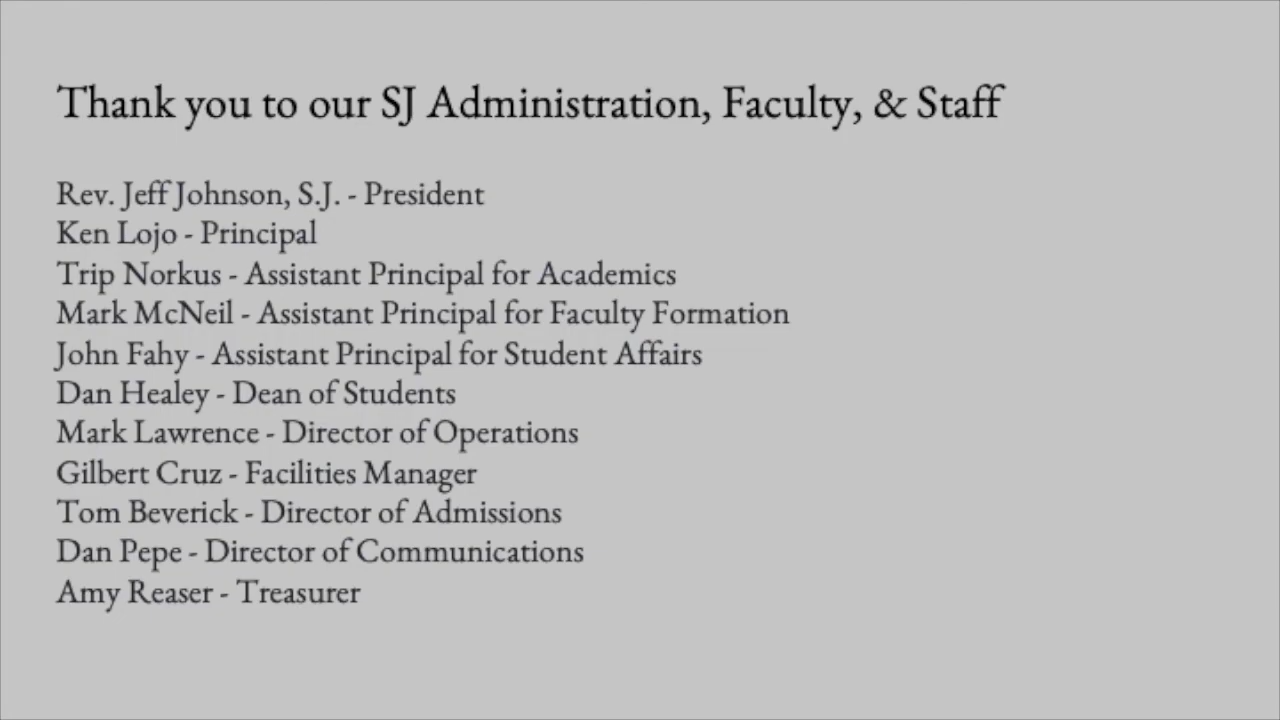 Thank you to our SJ Administration, Faculty, & Staff
Rev. Jeff Johnson, S.J. - President
Ken Lojo - Principal
Trip Norkus - Assistant Principal for Academics
Mark McNeil - Assistant Principal for Faculty Formation
John Fahy - Assistant Principal for Student Affairs
Dan Healey - Dean of Students
Mark Lawrence - Director of Operations
Gilbert Cruz - Facilities Manager
Tom Beverick - Director of Admissions
Dan Pepe - Director of Communications
Amy Reaser - Treasurer